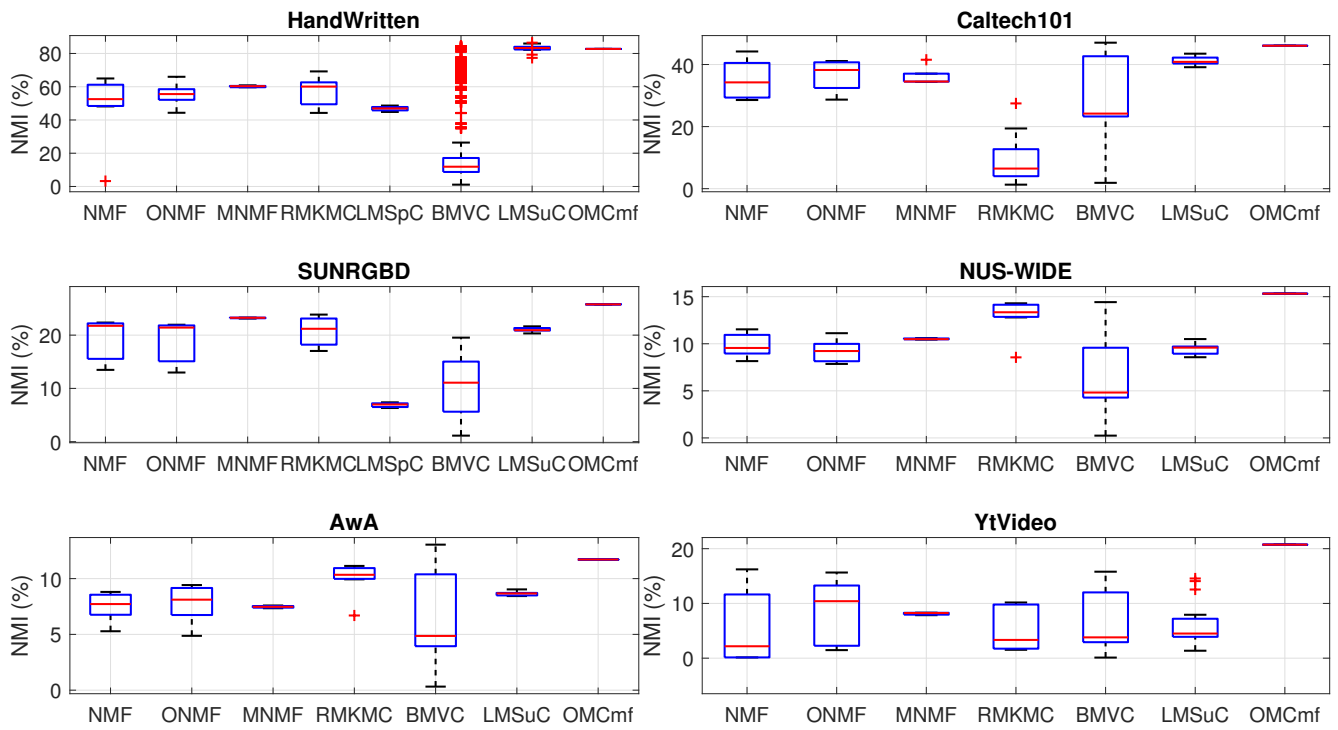 HandWritten
NMI (%)
80
60
40
20
0
NMF ONMF MNMF RMKMC LMSpC BMVC LMSuC OMCmf
Caltech101
NMI (%)
40
20
0
NMF ONMF MNMF RMKMC BMVC LMSuC OMCmf
SUNRGBD
NMI (%)
20
10
0
NMF ONMF MNMF RMKMC LMSpC BMVC LMSuC OMCmf
NUS-WIDE
NMI (%)
15
10
5
0
NMF ONMF MNMF RMKMC BMVC LMSuC OMCmf
AwA
NMI (%)
10
5
0
NMF ONMF MNMF RMKMC BMVC LMSuC OMCmf
YtVideo
NMI (%)
20
10
0
NMF ONMF MNMF RMKMC BMVC LMSuC OMCmf